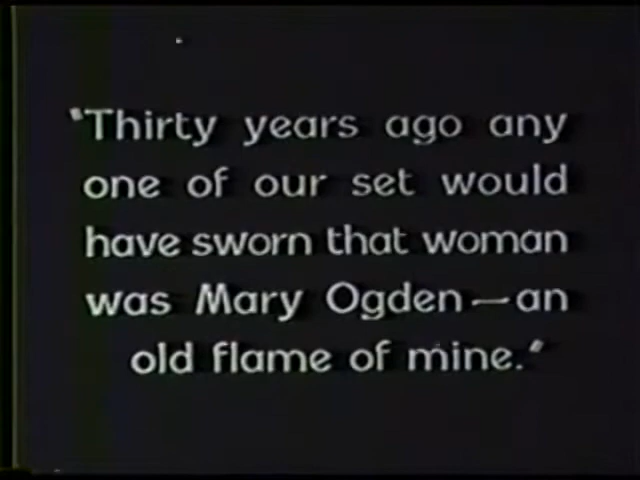 "Thirty years ago any
one of our set would
have sworn that woman
was Mary Ogden—an
old flame of mine."